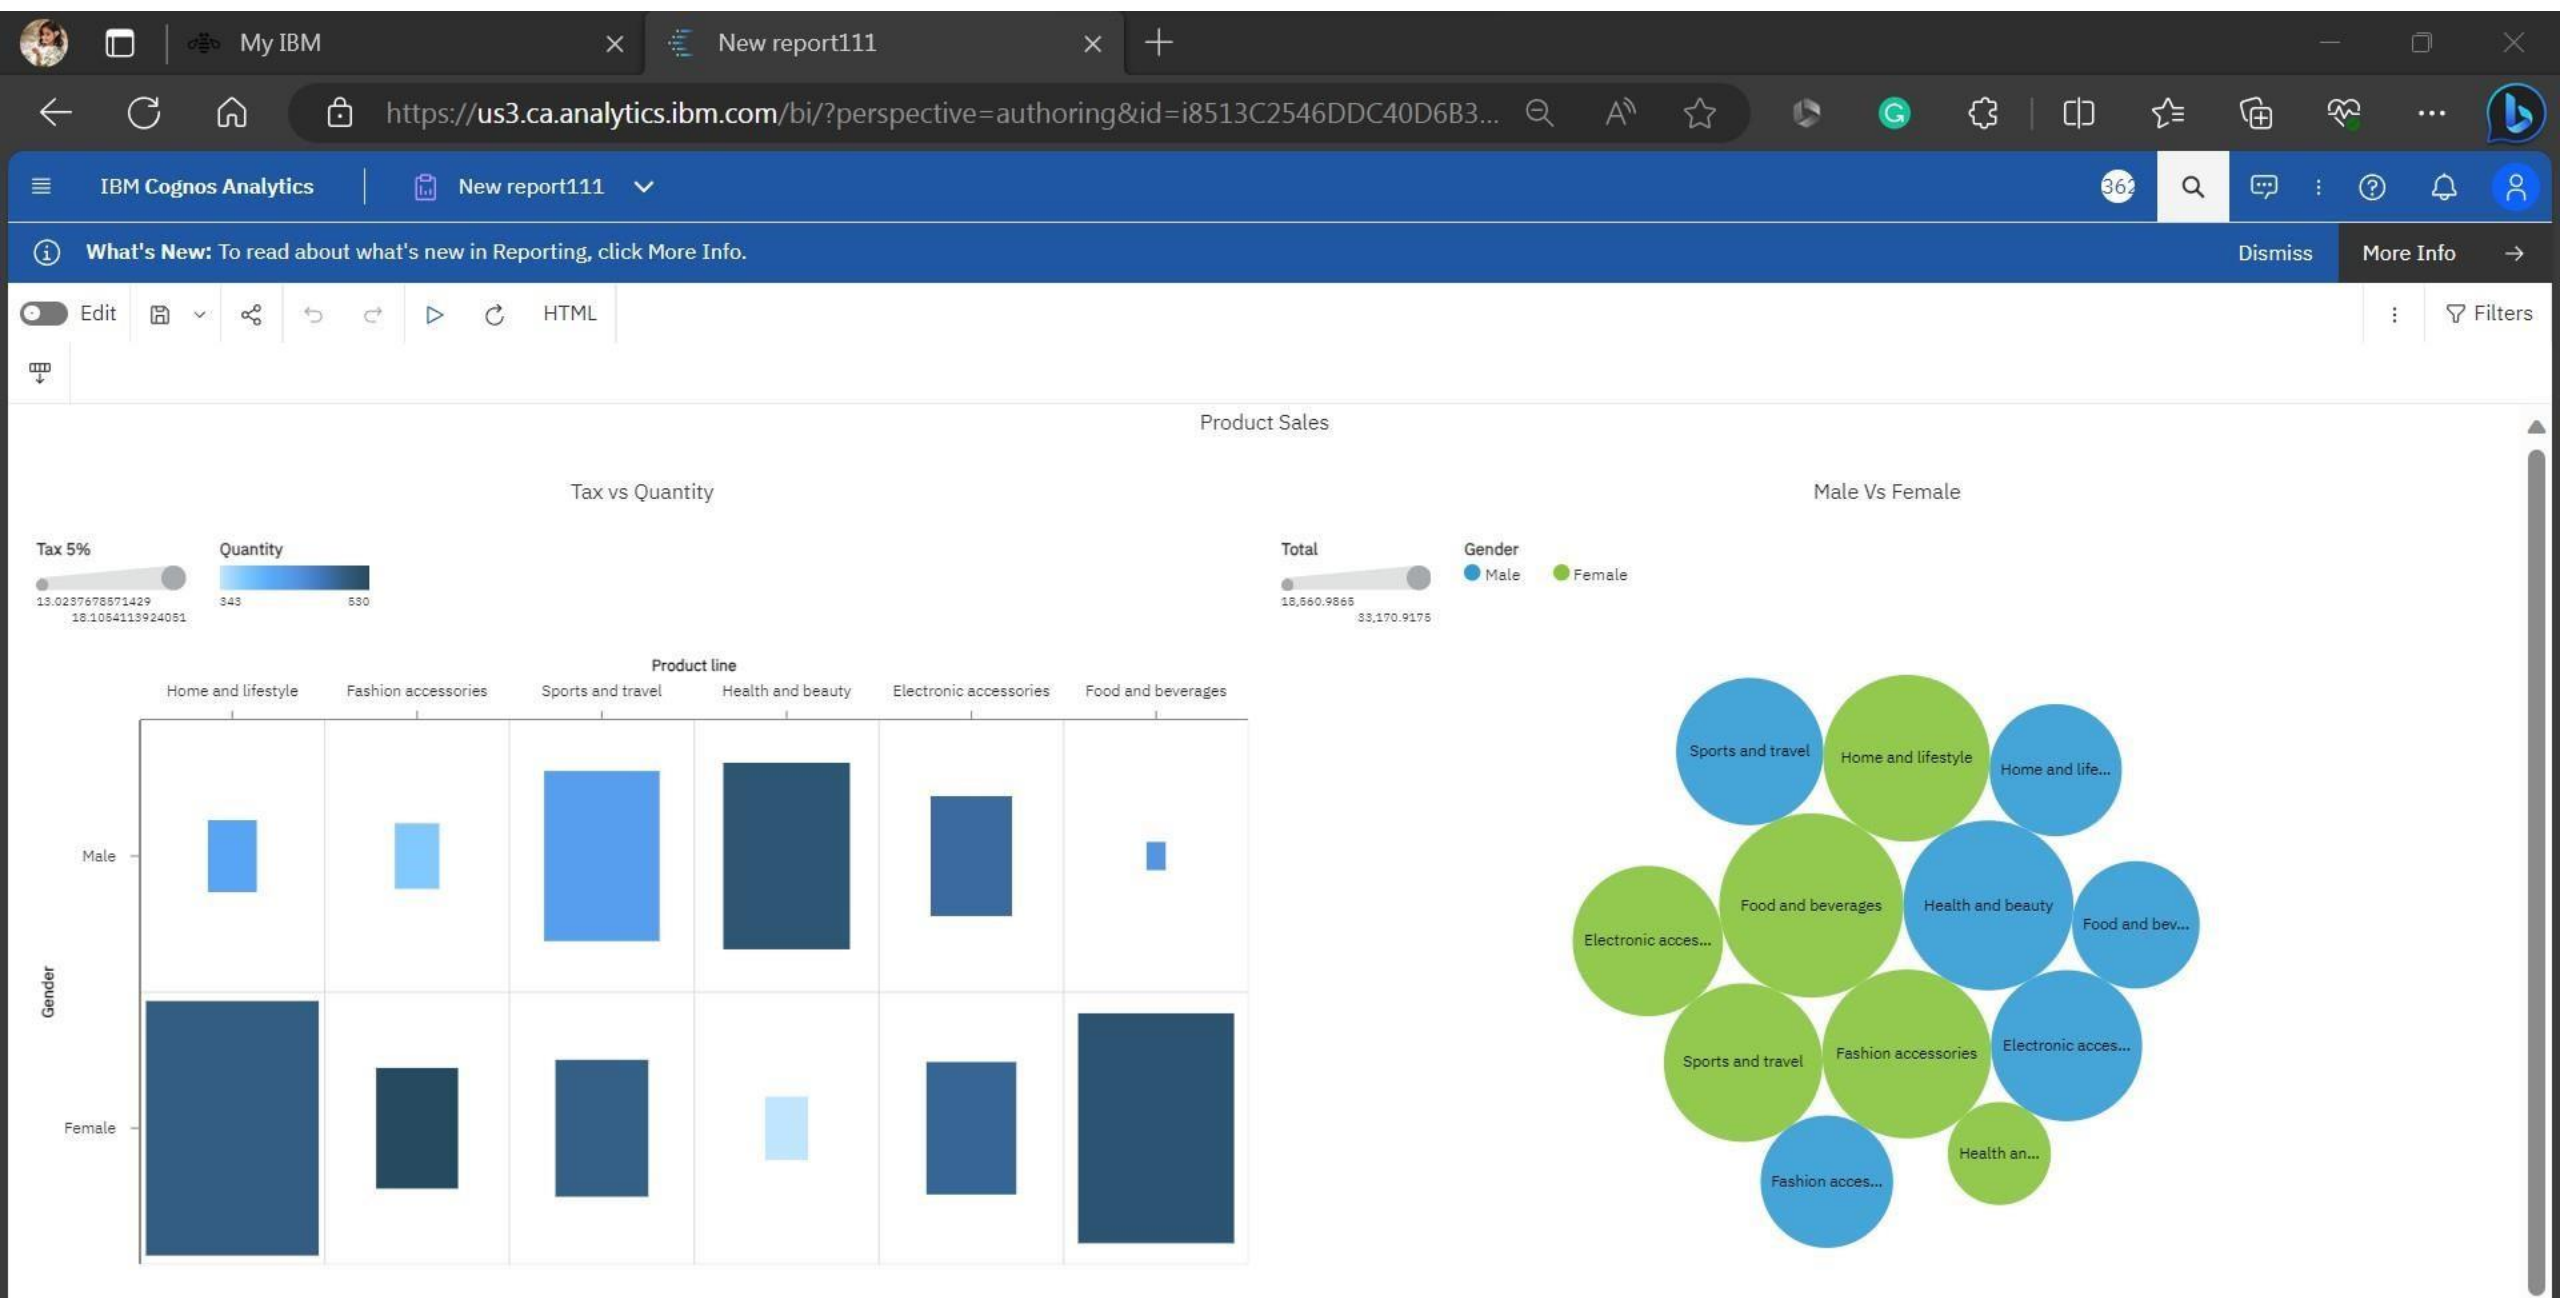 My IBM
New report111
https://us3.ca.analytics.ibm.com/bi/?perspective=authoring&id=i8513C2546DDC40D6B3...
IBM Cognos Analytics
New report111
362
What's New: To read about what's new in Reporting, click More Info.
Dismiss
More Info
Edit
HTML
Filters
Product Sales
Tax vs Quantity
Tax 5%
13.0237678571429
18.1054113924051
Quantity
343 530
Product line
Home and lifestyle Fashion accessories Sports and travel Health and beauty Electronic accessories Food and beverages
Gender
Male
Female
Male Vs Female
Total
18,560.9865
33,170.9175
Gender
Male Female
Sports and travel
Home and lifestyle
Home and life...
Food and beverages
Health and beauty
Food and bev...
Electronic acces...
Sports and travel
Fashion accessories
Electronic acces...
Health an...
Fashion acces...